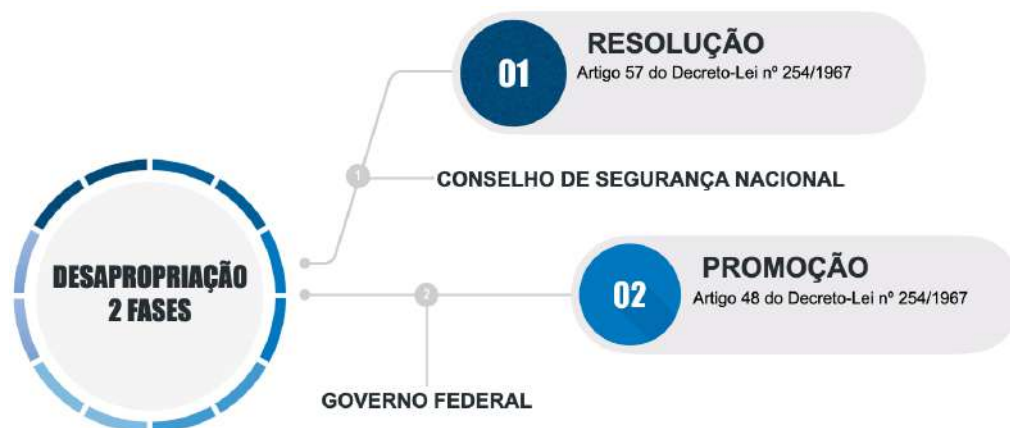 01
RESOLUÇÃO
Artigo 57 do Decreto-Lei nº 254/1967
1
CONSELHO DE SEGURANÇA NACIONAL
DESAPROPRIAÇÃO
2 FASES
2
02
PROMOÇÃO
Artigo 48 do Decreto-Lei nº 254/1967
GOVERNO FEDERAL